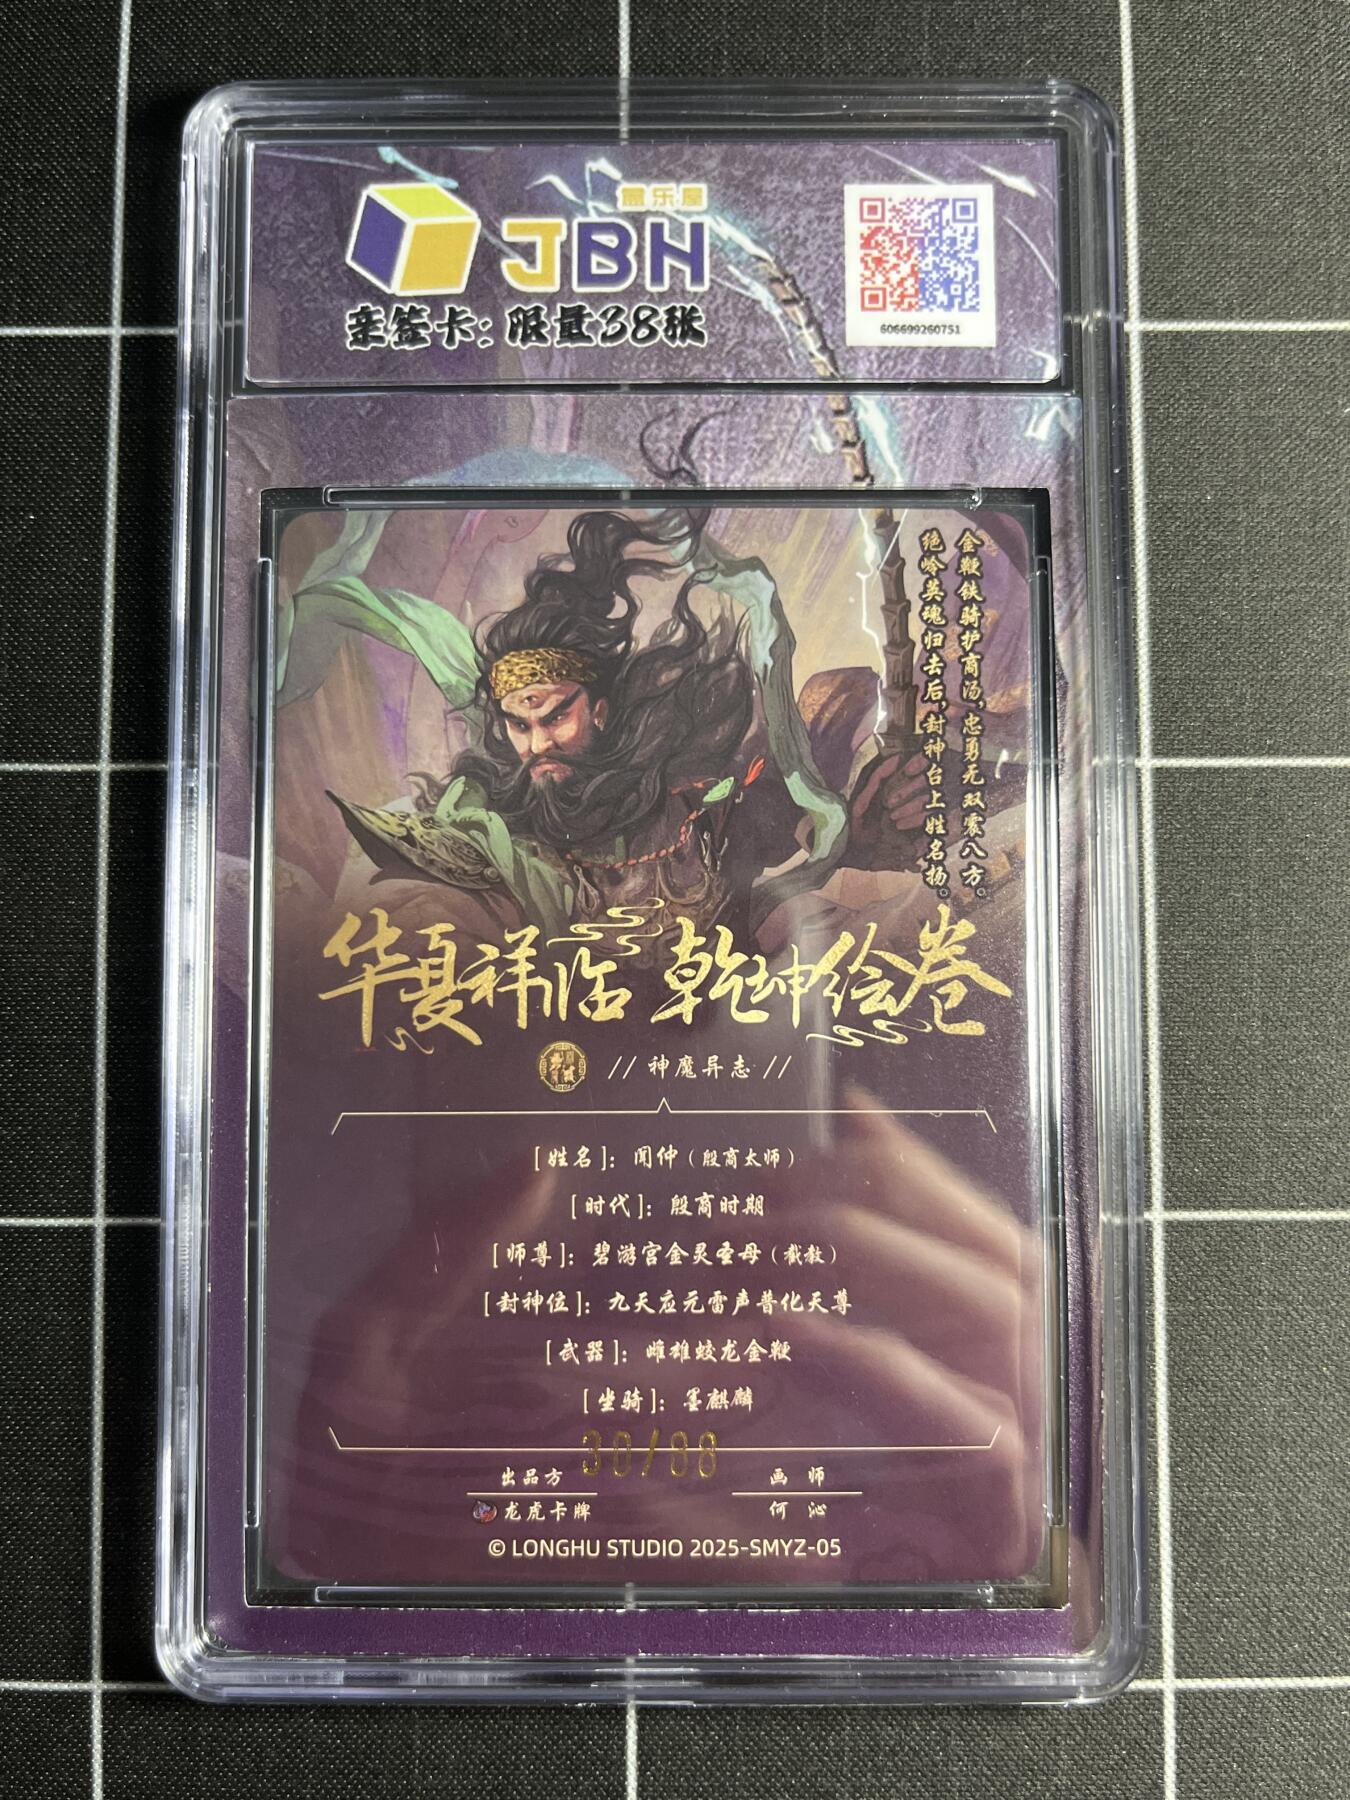 盒乐屋
JBH
亲签卡：限量38张
606699260751
金鞭铁骑护商汤，忠勇无双震八方。
绝岭英魂归去后，封神台上姓名扬。
华夏祥临 乾坤绘卷
// 神魔异志 //
[姓名]：闻仲（殷商太师）
[时代]：殷商时期
[师尊]：碧游宫金灵圣母（截教）
[封神位]：九天应元雷声普化天尊
[武器]：雌雄蛟龙金鞭
[坐骑]：墨麒麟
30/88
出品方 画师
龙虎卡牌 何沁
© LONGHU STUDIO 2025-SMYZ-05